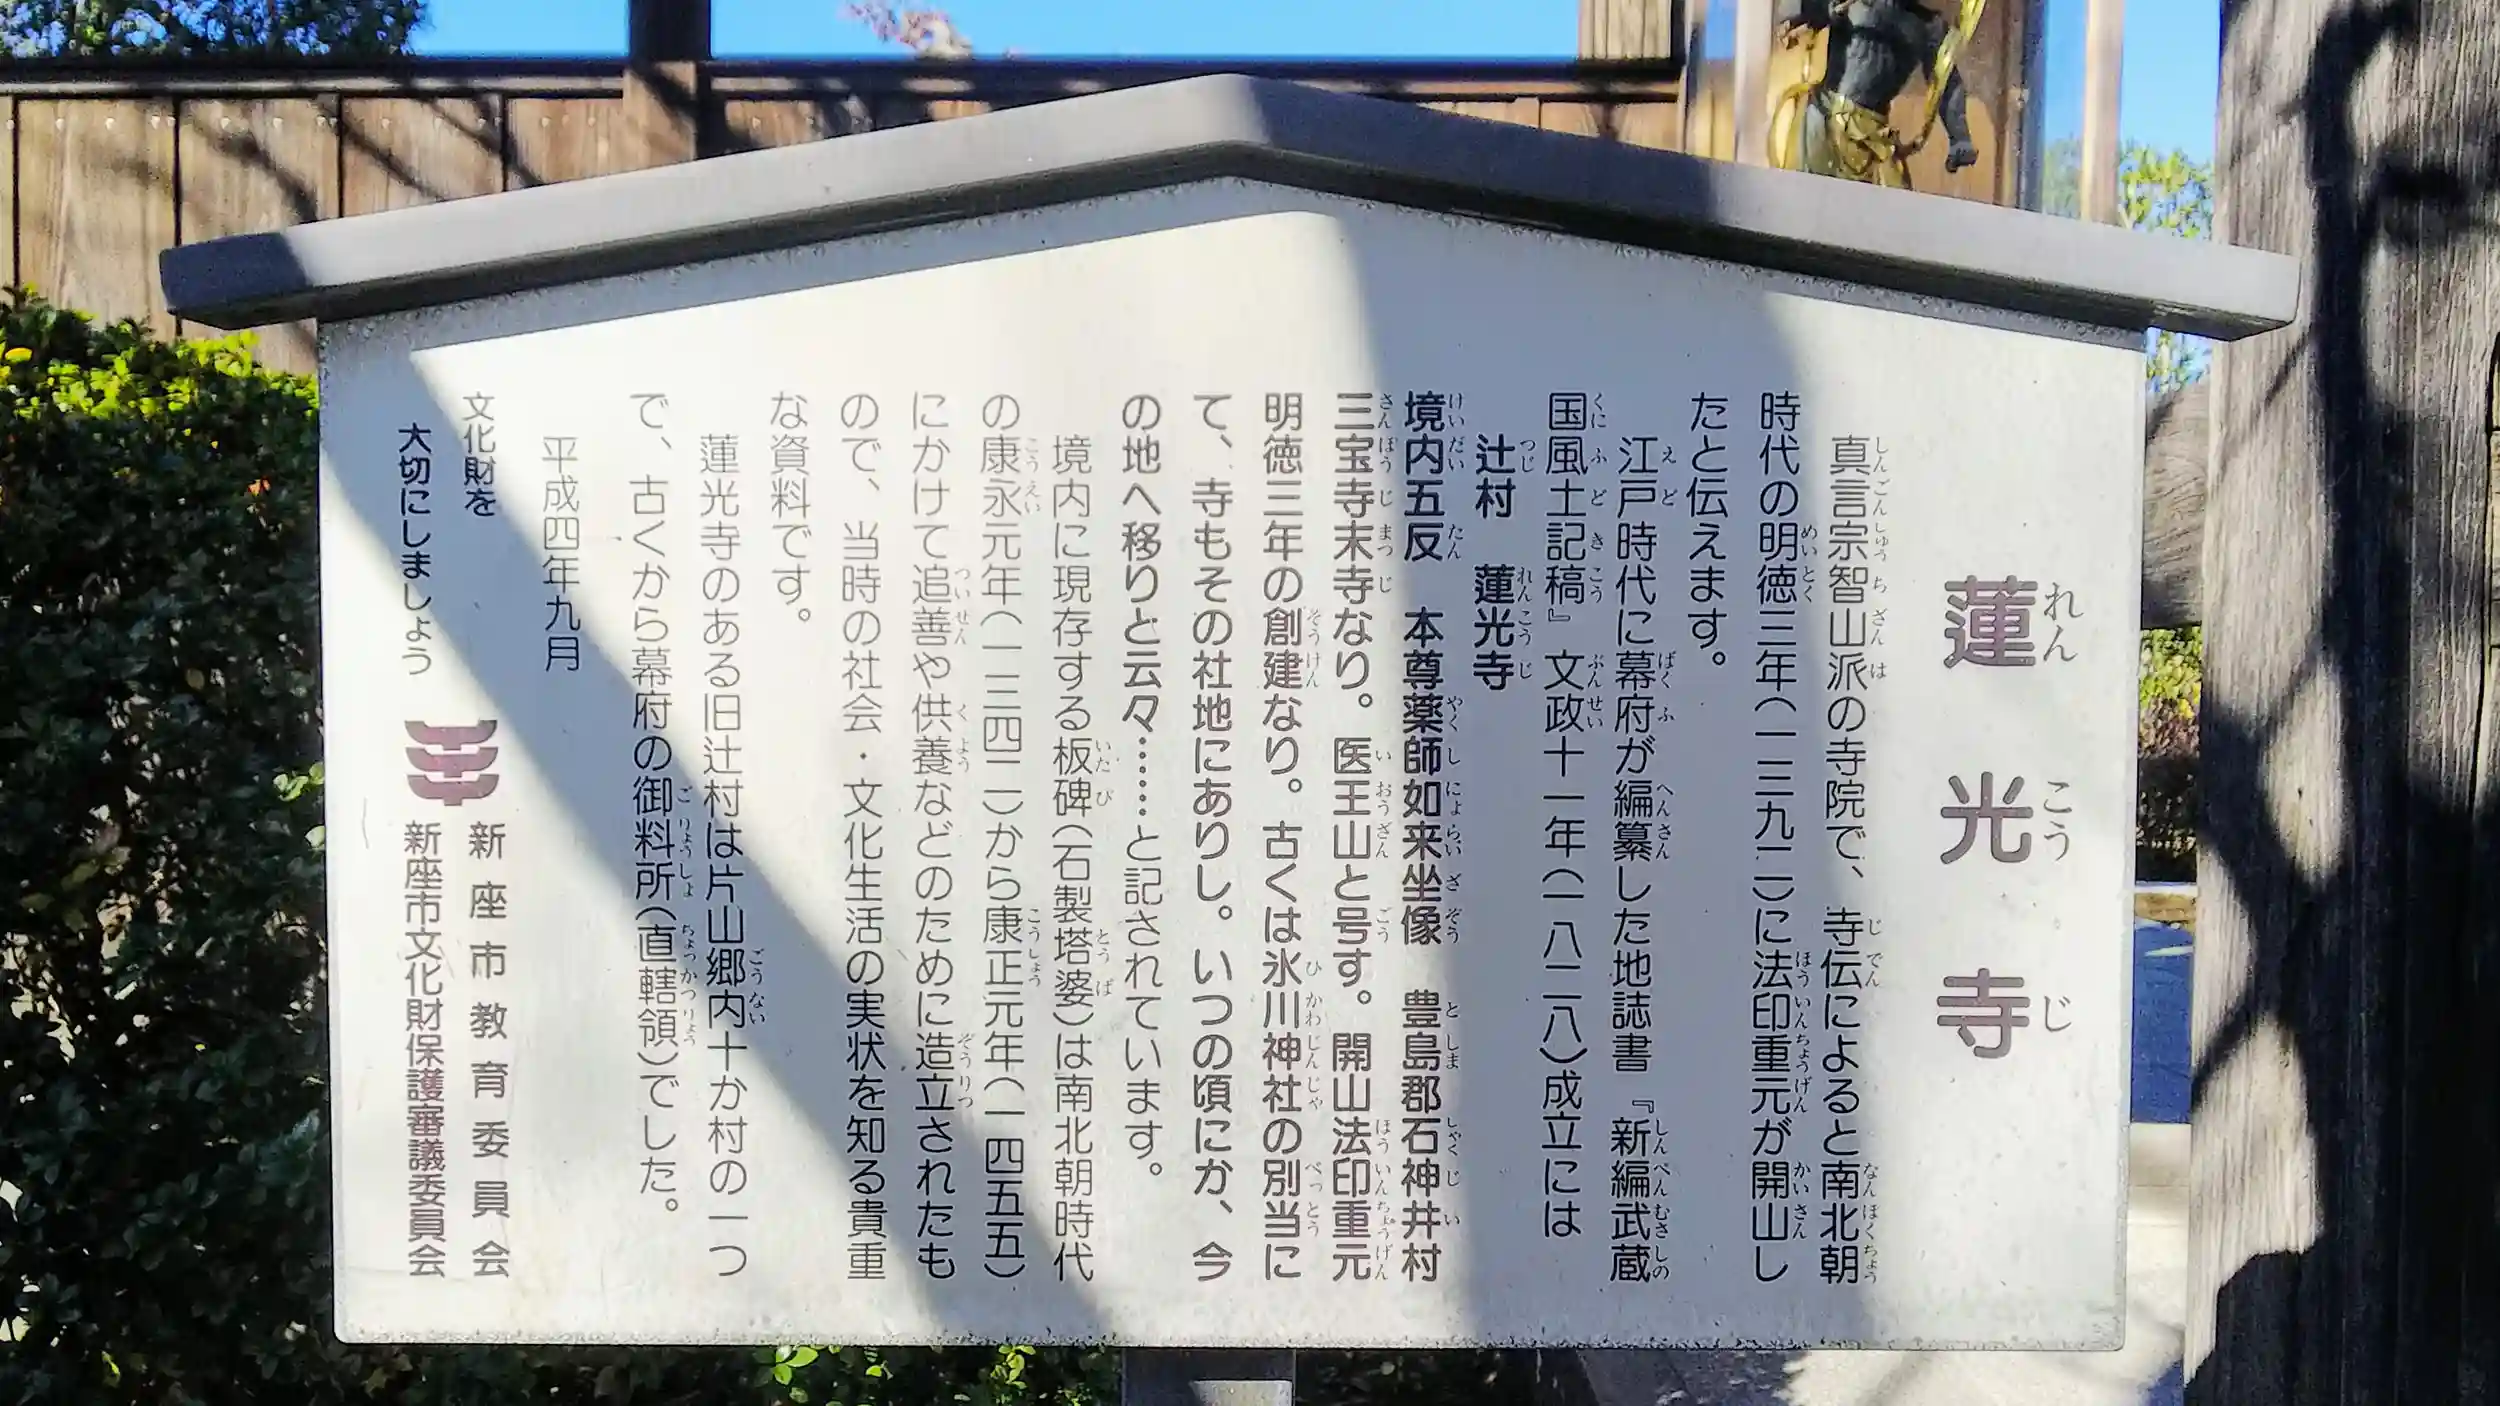 蓮光寺
真言宗智山派の寺院で、寺伝によると南北朝
時代の明徳三年（一三九二）に法印重元が開山し
たと伝えます。
江戸時代に幕府が編纂した地誌書『新編武蔵
国風土記稿』文政十一年（一八二八）成立には
辻村　蓮光寺
境内五反　本尊薬師如来坐像　豊島郡石神井村
三宝寺末寺なり。医王山と号す。開山法印重元
明徳三年の創建なり。古くは氷川神社の別当に
て、寺もその社地にありし。いつの頃にか、今
の地へ移りと云々……と記されています。
境内に現存する板碑（石製塔婆）は南北朝時代
の康永元年（一三四二）から康正元年（一四五五）
にかけて追善や供養などのために造立されたも
ので、当時の社会・文化生活の実状を知る貴重
な資料です。
蓮光寺のある旧辻村は片山郷内十か村の一つ
で、古くから幕府の御料所（直轄領）でした。
平成四年九月
文化財を
大切にしましょう
新座市教育委員会
新座市文化財保護審議委員会